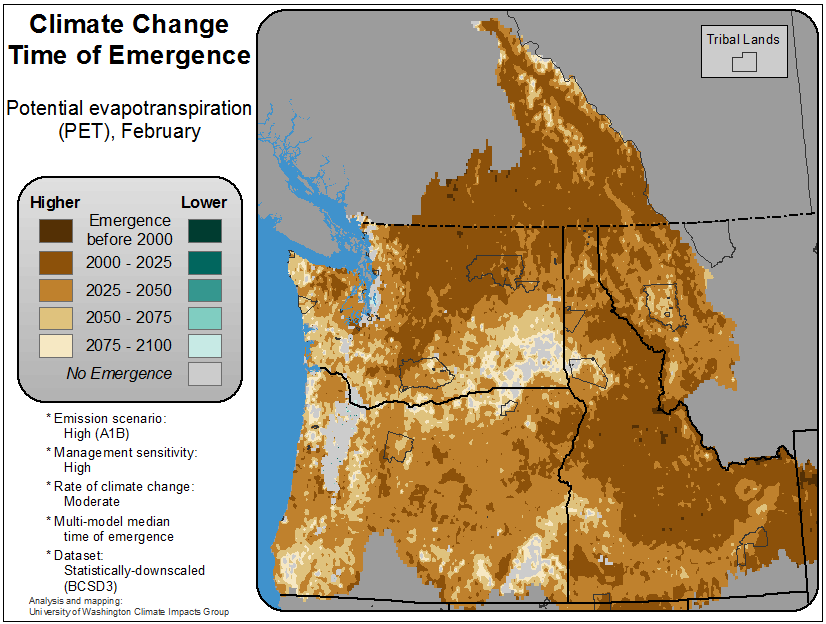 Climate Change
Time of Emergence
Potential evapotranspiration
(PET), February
Higher
Lower
Emergence
before 2000
2000 - 2025
2025 - 2050
2050 - 2075
2075 - 2100
No Emergence
* Emission scenario:
High (A1B)
* Management sensitivity:
High
* Rate of climate change:
Moderate
* Multi-model median
time of emergence
* Dataset:
Statistically-downscaled
(BCSD3)
Analysis and mapping:
University of Washington Climate Impacts Group
Tribal Lands